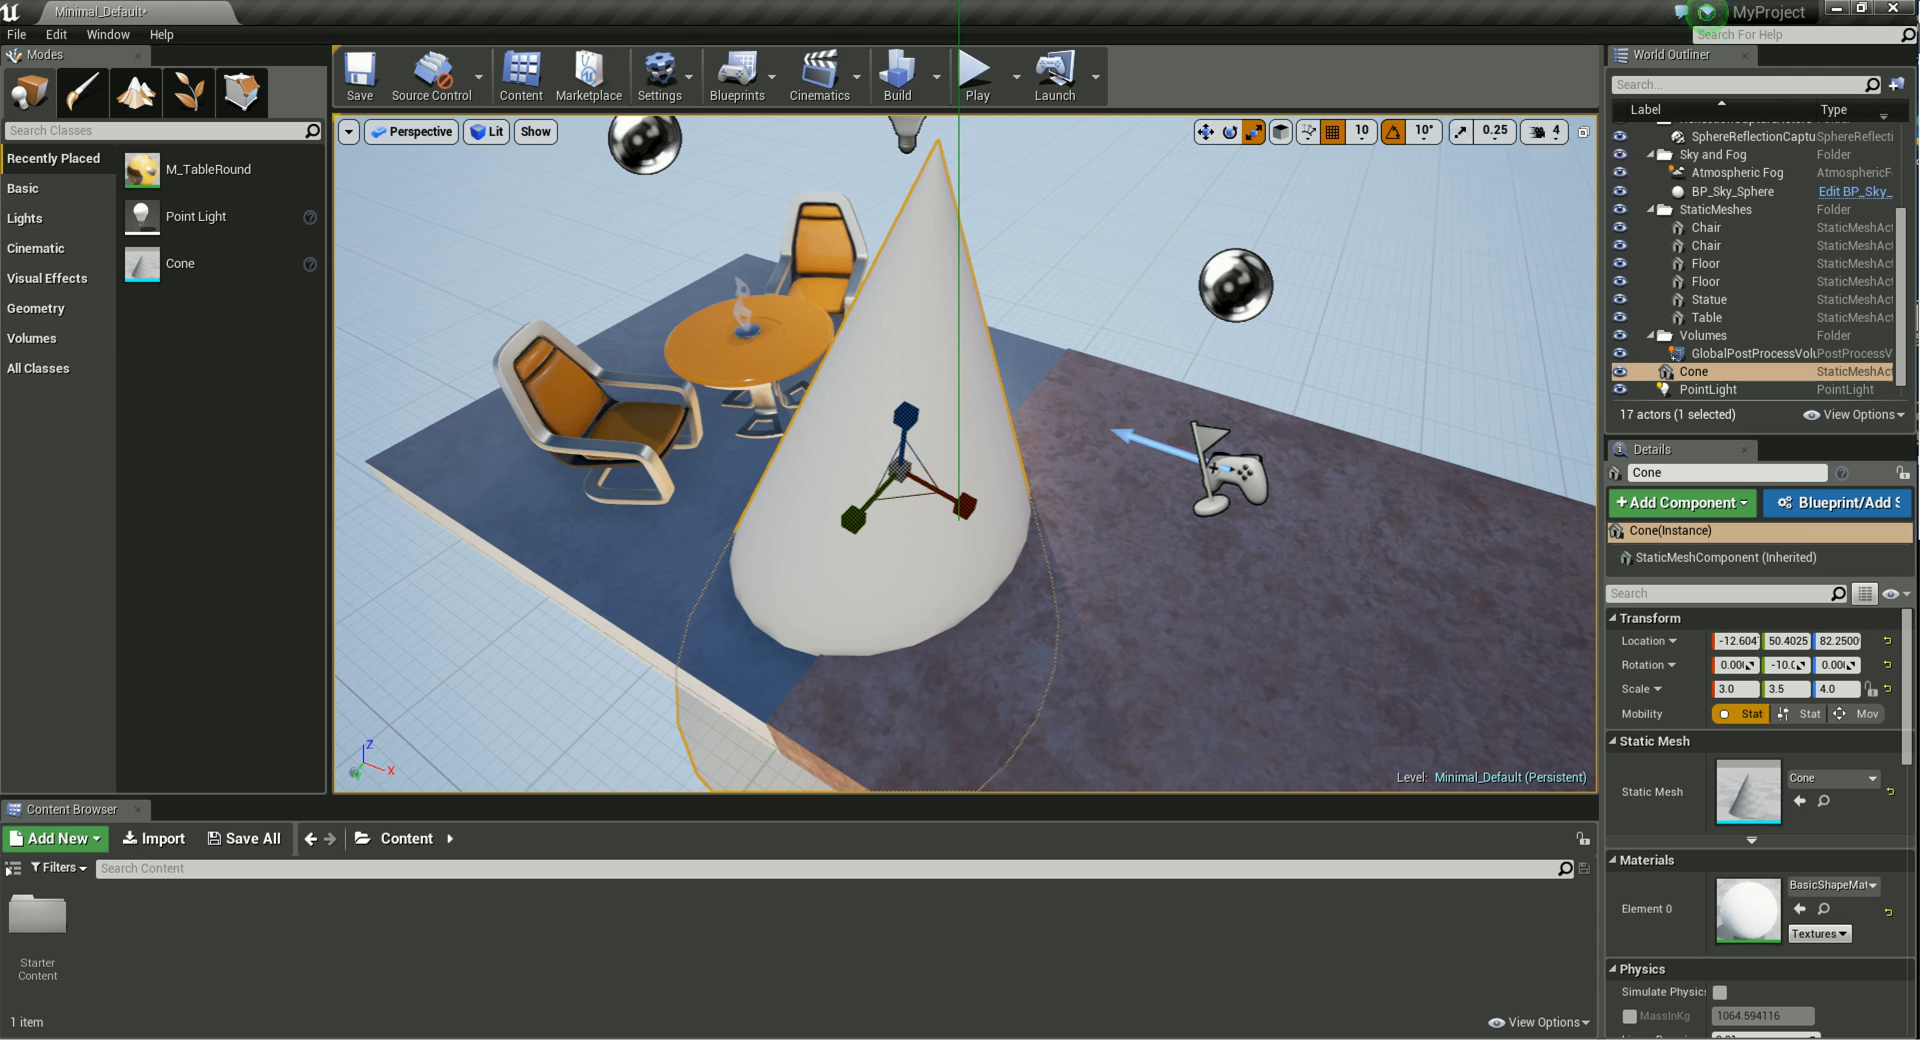 Minimal_Default*
MyProject
File Edit Window Help
Search For Help
Modes
Search Classes
Recently Placed
Basic
Lights
Cinematic
Visual Effects
Geometry
Volumes
All Classes
M_TableRound
Point Light
Cone
Save
Source Control
Content
Marketplace
Settings
Blueprints
Cinematics
Build
Play
Launch
Perspective
Lit
Show
10
10°
0.25
4
Z
X
Level: Minimal_Default (Persistent)
World Outliner
Search...
Label Type
SphereReflectionCaptu SphereReflecti
Sky and Fog Folder
Atmospheric Fog AtmosphericF
BP_Sky_Sphere Edit BP_Sky_
StaticMeshes Folder
Chair StaticMeshAct
Chair StaticMeshAct
Floor StaticMeshAct
Floor StaticMeshAct
Statue StaticMeshAct
Table StaticMeshAct
Volumes Folder
GlobalPostProcessVolu PostProcessV
Cone StaticMeshAct
PointLight PointLight
17 actors (1 selected)
View Options
Details
Cone
+Add Component
Blueprint/Add S
Cone(Instance)
StaticMeshComponent (Inherited)
Search
Transform
Location -12.604 50.4025 82.2500
Rotation 0.00 -10.0 0.00
Scale 3.0 3.5 4.0
Mobility Stat Stat Mov
Static Mesh
Static Mesh
Cone
Materials
Element 0
BasicShapeMat
Textures
Physics
Simulate Physics
MassInKg 1064.594116
Content Browser
Add New
Import
Save All
Content
Filters
Search Content
Starter
Content
1 item
View Options